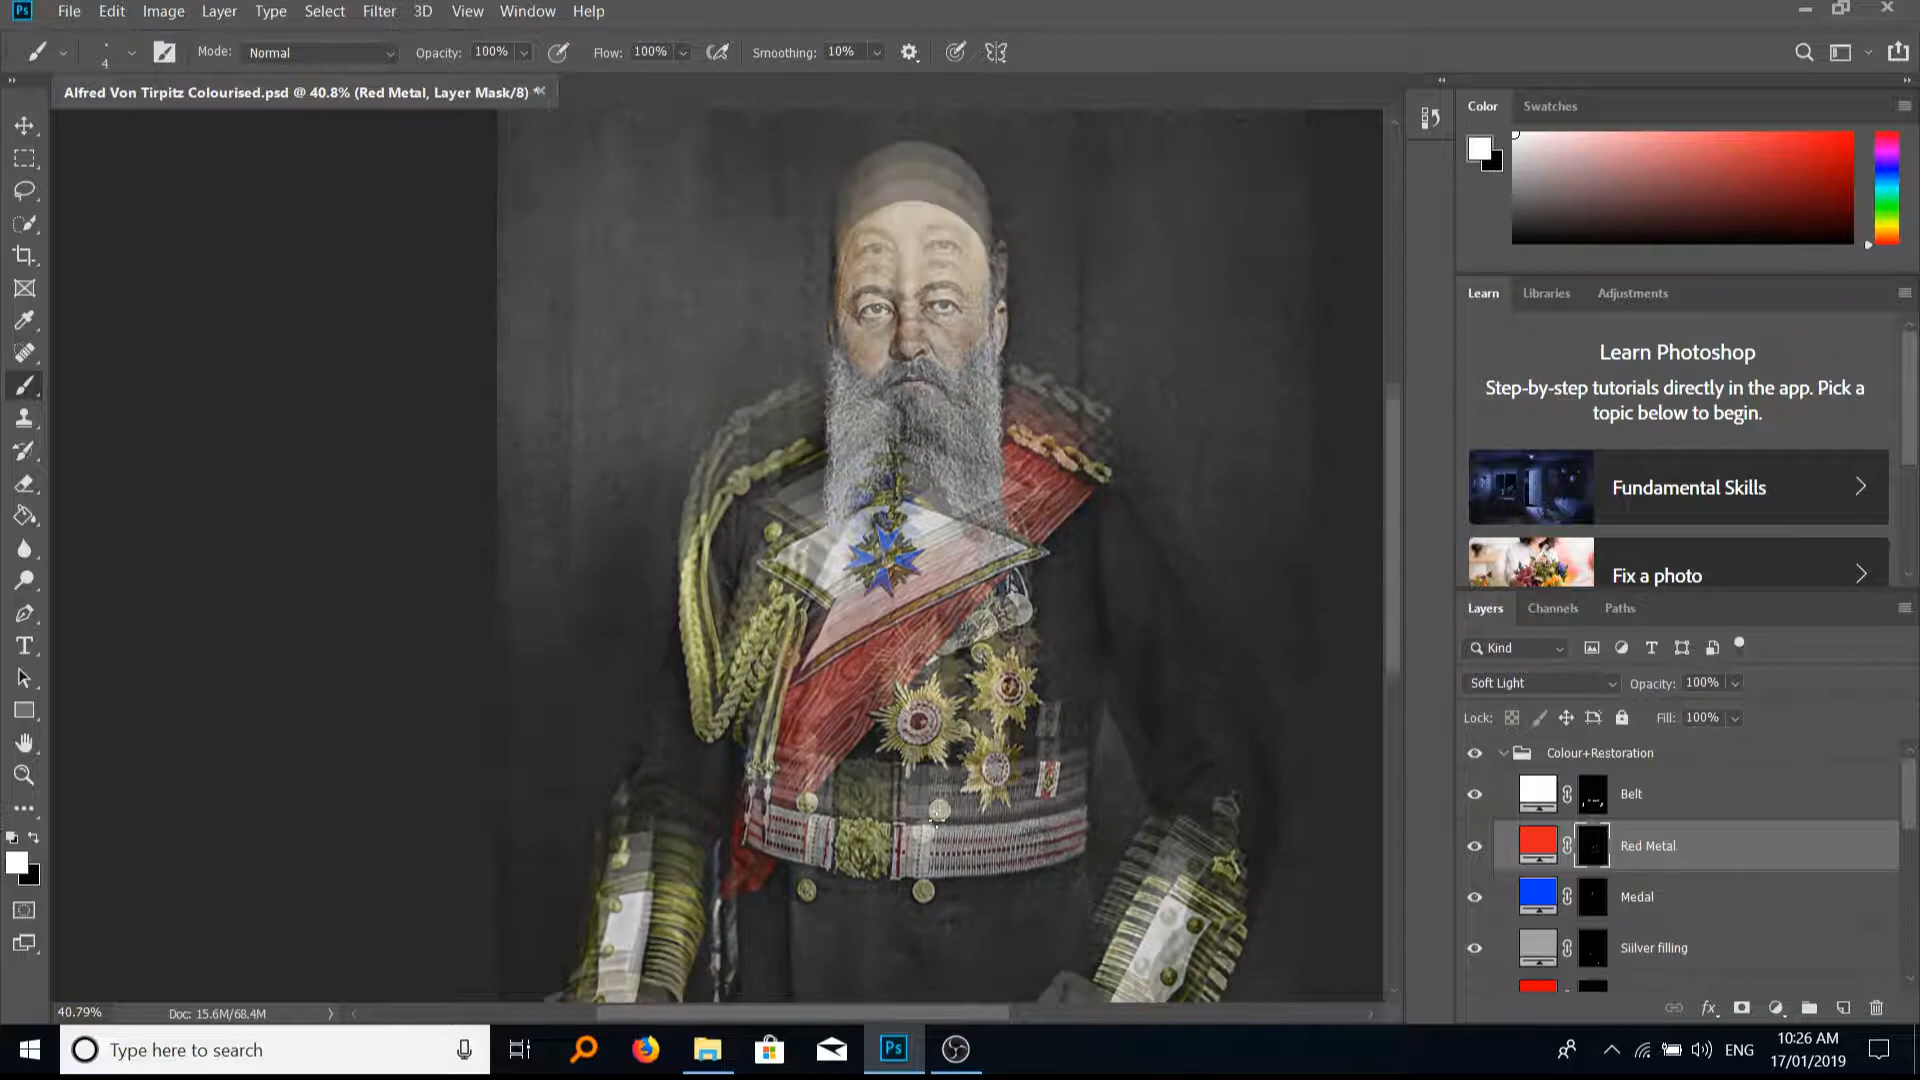 Ps File Edit Image Layer Type Select Filter 3D View Window Help
4 Mode: Normal Opacity: 100% Flow: 100% Smoothing: 10%
Alfred Von Tirpitz Colourised.psd @ 40.8% (Red Metal, Layer Mask/8) *
Color Swatches
Learn Libraries Adjustments
Learn Photoshop
Step-by-step tutorials directly in the app. Pick a
topic below to begin.
Fundamental Skills
Fix a photo
Layers Channels Paths
Kind
Soft Light Opacity: 100%
Lock: Fill: 100%
Colour+Restoration
Belt
Red Metal
Medal
Siilver filling
fx
40.79% Doc: 15.6M/68.4M
Type here to search
Ps
ENG
10:26 AM
17/01/2019